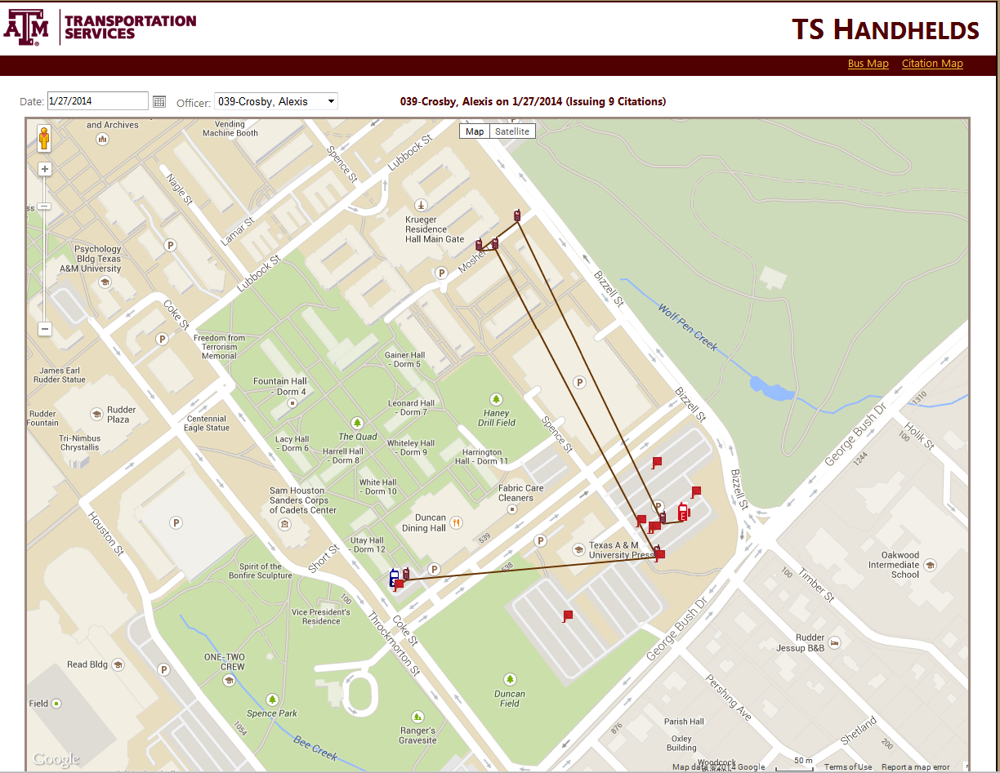 ATM
TRANSPORTATION
SERVICES
TS HANDHELDS
Bus Map
Citation Map
Date:
1/27/2014
Officer:
039-Crosby, Alexis
039-Crosby, Alexis on 1/27/2014 (Issuing 9 Citations)
and Archives
Vending
Machine Booth
Map
Satellite
Spence St
Lubbock St
Nagle St
Lamar St
Krueger
Residence
Hall Main Gate
Psychology
Bldg Texas
A&M University
P
Lubbock St
P
Mosher
Bizzell St
Coke St
Wolf Pen Creek
P
Freedom from
Terrorism
Memorial
James Earl
Rudder Statue
Gainer Hall
- Dorm 5
Fountain Hall
- Dorm 4
P
Bizzell St
1310
Rudder
Fountain
Rudder
Plaza
Leonard Hall
- Dorm 7
Haney
Drill Field
George Bush Dr
Centennial
Eagle Statue
The Quad
Spence St
Holik St
100
Tri-Nimbus
Chrystallis
Lacy Hall
- Dorm 6
Harrell Hall
- Dorm 8
Whiteley Hall
- Dorm 9
Harrington
Hall - Dorm 11
1244
Bizzell St
White Hall
- Dorm 10
Sam Houston
Sanders Corps
of Cadets Center
Fabric Care
Cleaners
P
P
E
Houston St
Duncan
Dining Hall
539
P
Utay Hall
- Dorm 12
Texas A & M
University Press
Oakwood
Intermediate
School
Short St
Spirit of the
Bonfire Sculpture
P
538
100
Timber St
S
100
Vice President's
Residence
Coke St
Throckmorton St
George Bush Dr
Rudder
Jessup B&B
ONE-TWO
CREW
Read Bldg
P
Field
Duncan
Field
Pershing Ave
Spence Park
1054
Ranger's
Gravesite
876
Parish Hall
Oxley
Building
Shetland
200
Bee Creek
Google
Woodcock
Map data ©2014 Google
50 m
Terms of Use
Report a map error